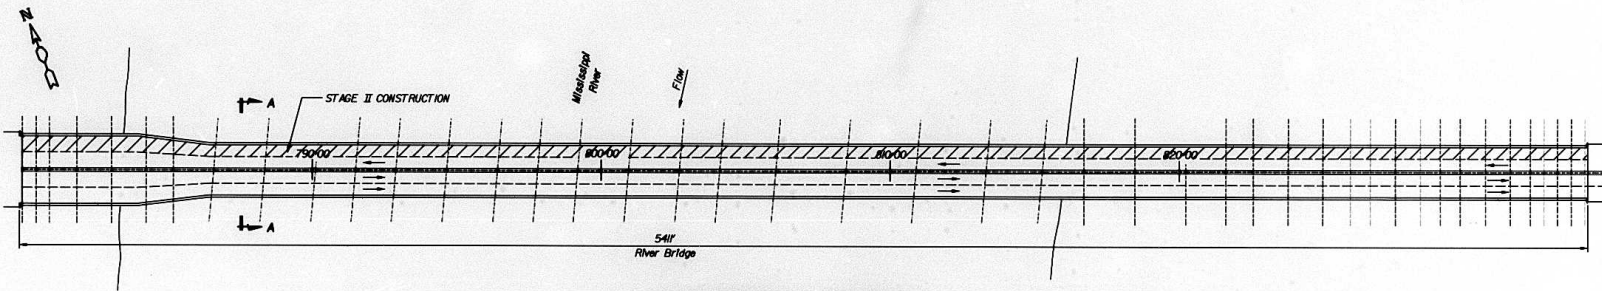 N
A
STAGE II CONSTRUCTION
Mississippi
River
Flow
790+00
800+00
810+00
820+00
A
5411'
River Bridge